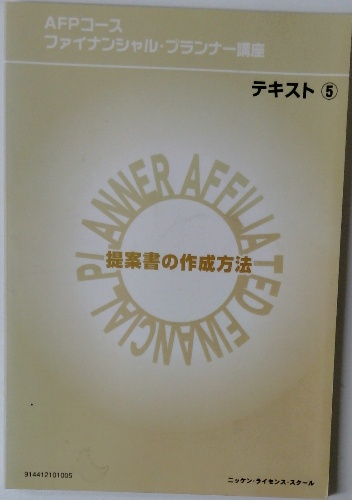 AFPコース
ファイナンシャル・プランナー講座
テキスト ⑤
AFFILIATED FINANCIAL PLANNER
提案書の作成方法
914412101005
ニッケン・ライセンス・スクール